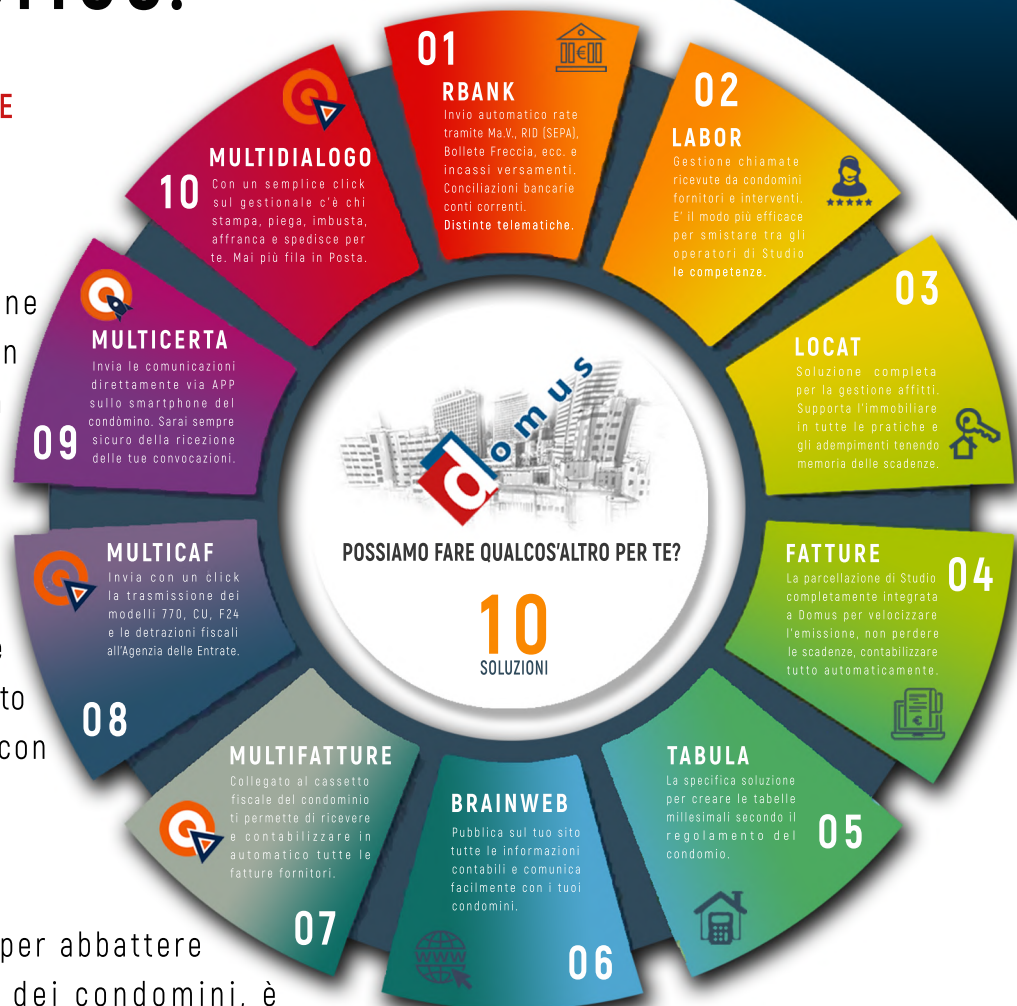 E
01
RBANK
Invio automatico rate
tramite Ma.V., RID (SEPA),
Bollete Freccia, ecc. e
incassi versamenti.
Conciliazioni bancarie
conti correnti.
Distinte telematiche.
02
LABOR
Gestione chiamate
ricevute da condomini
fornitori e interventi.
E' il modo più efficace
per smistare tra gli
operatori di Studio
le competenze.
03
LOCAT
Soluzione completa
per la gestione affitti.
Supporta l'immobiliare
in tutte le pratiche e
gli adempimenti tenendo
memoria delle scadenze.
FATTURE
04
La parcellazione di Studio
completamente integrata
a Domus per velocizzare
l'emissione, non perdere
le scadenze, contabilizzare
tutto automaticamente.
TABULA
La specifica soluzione
per creare le tabelle
millesimali secondo il
regolamento del
condomio.
05
BRAINWEB
Pubblica sul tuo sito
tutte le informazioni
contabili e comunica
facilmente con i tuoi
condomini.
WWW
06
MULTIFATTURE
Collegato al cassetto
fiscale del condominio
ti permette di ricevere
e contabilizzare in
automatico tutte le
fatture fornitori.
07
MULTICAF
Invia con un click
la trasmissione dei
modelli 770, CU, F24
e le detrazioni fiscali
all'Agenzia delle Entrate.
08
MULTICERTA
Invia le comunicazioni
direttamente via APP
sullo smartphone del
condòmino. Sarai sempre
sicuro della ricezione
delle tue convocazioni.
09
MULTIDIALOGO
10
Con un semplice click
sul gestionale c'è chi
stampa, piega, imbusta,
affranca e spedisce per
te. Mai più fila in Posta.
domus
POSSIAMO FARE QUALCOS'ALTRO PER TE?
10
SOLUZIONI
ne
n
to
con
per abbattere
dei condomini, è